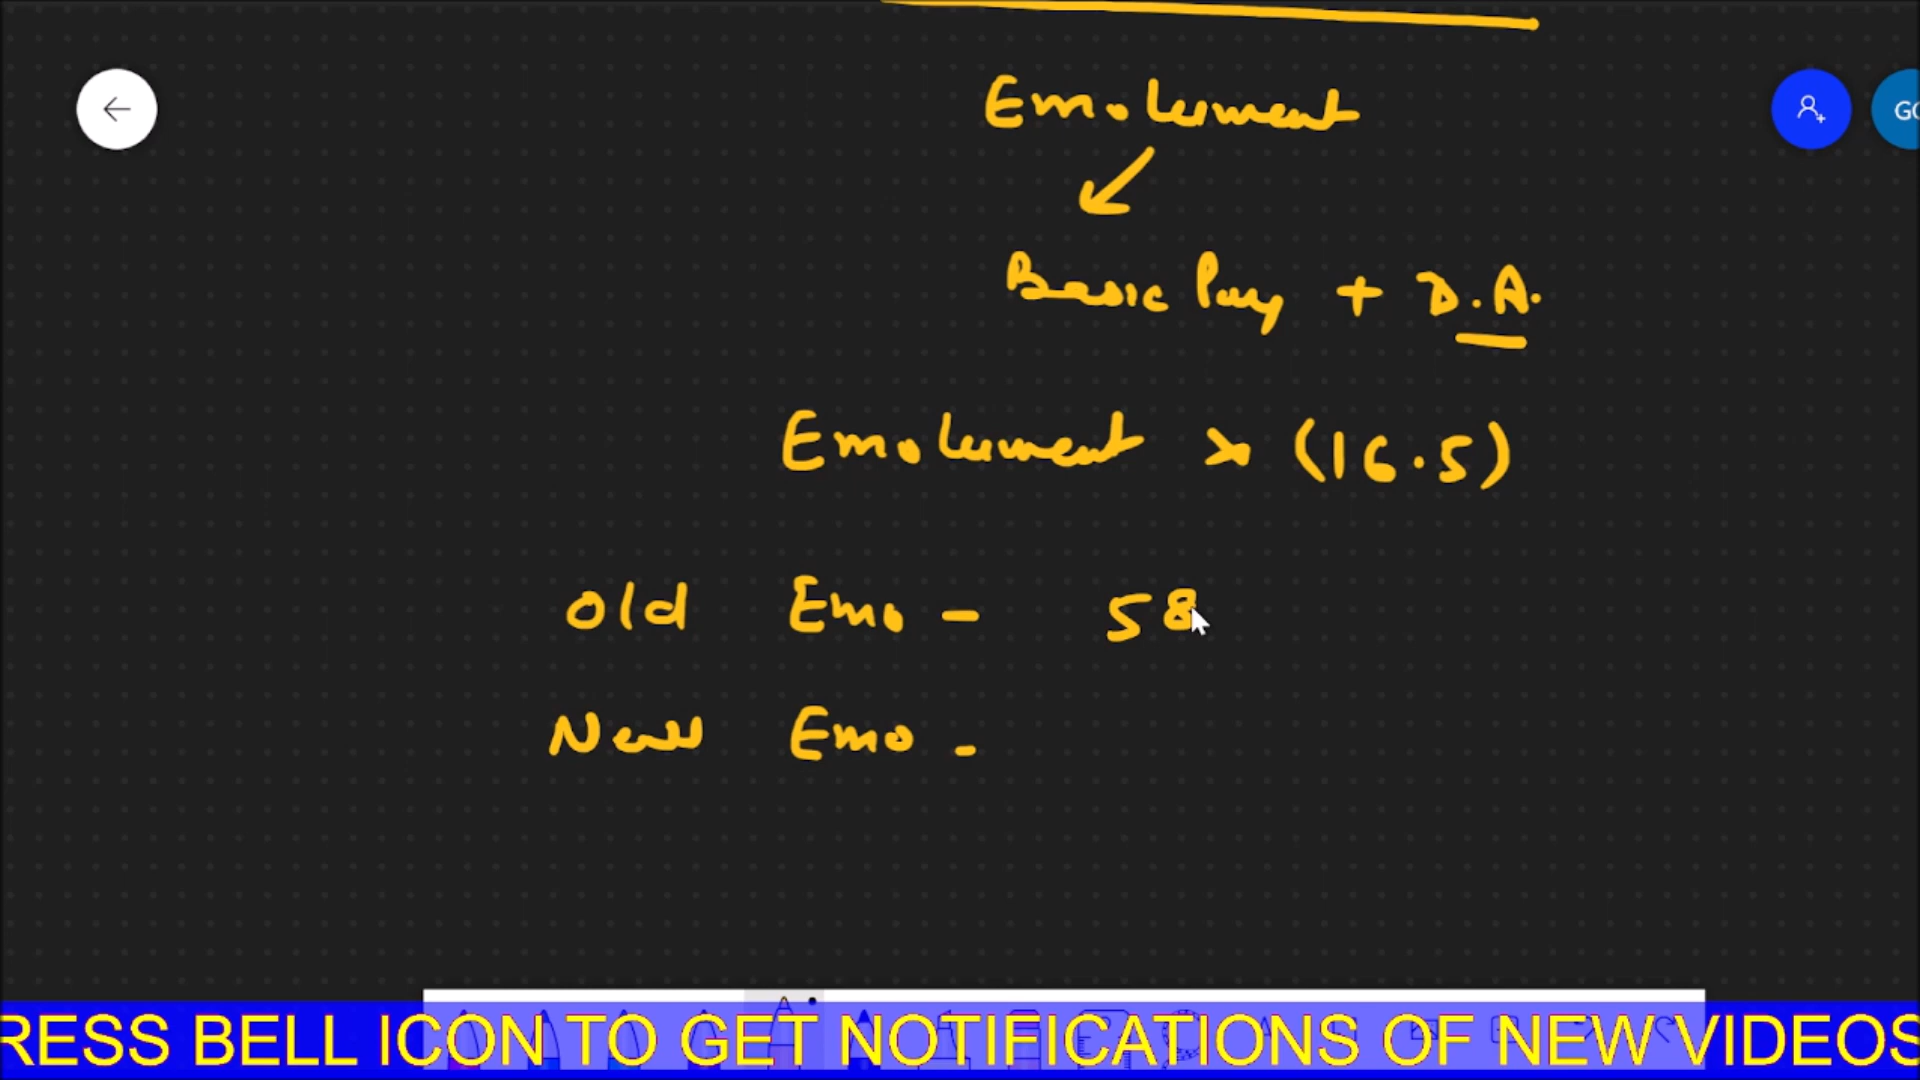 Emolument
Basic Pay + D.A.
Emolument × (16.5)
Old Emo - 58
New Emo -
GO
RESS BELL ICON TO GET NOTIFICATIONS OF NEW VIDEOS